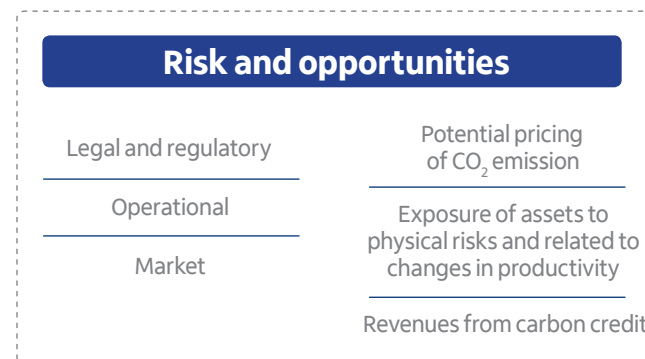 Risk and opportunities
Legal and regulatory
Operational
Market
Potential pricing
of CO₂ emission
Exposure of assets to
physical risks and related to
changes in productivity
Revenues from carbon credit